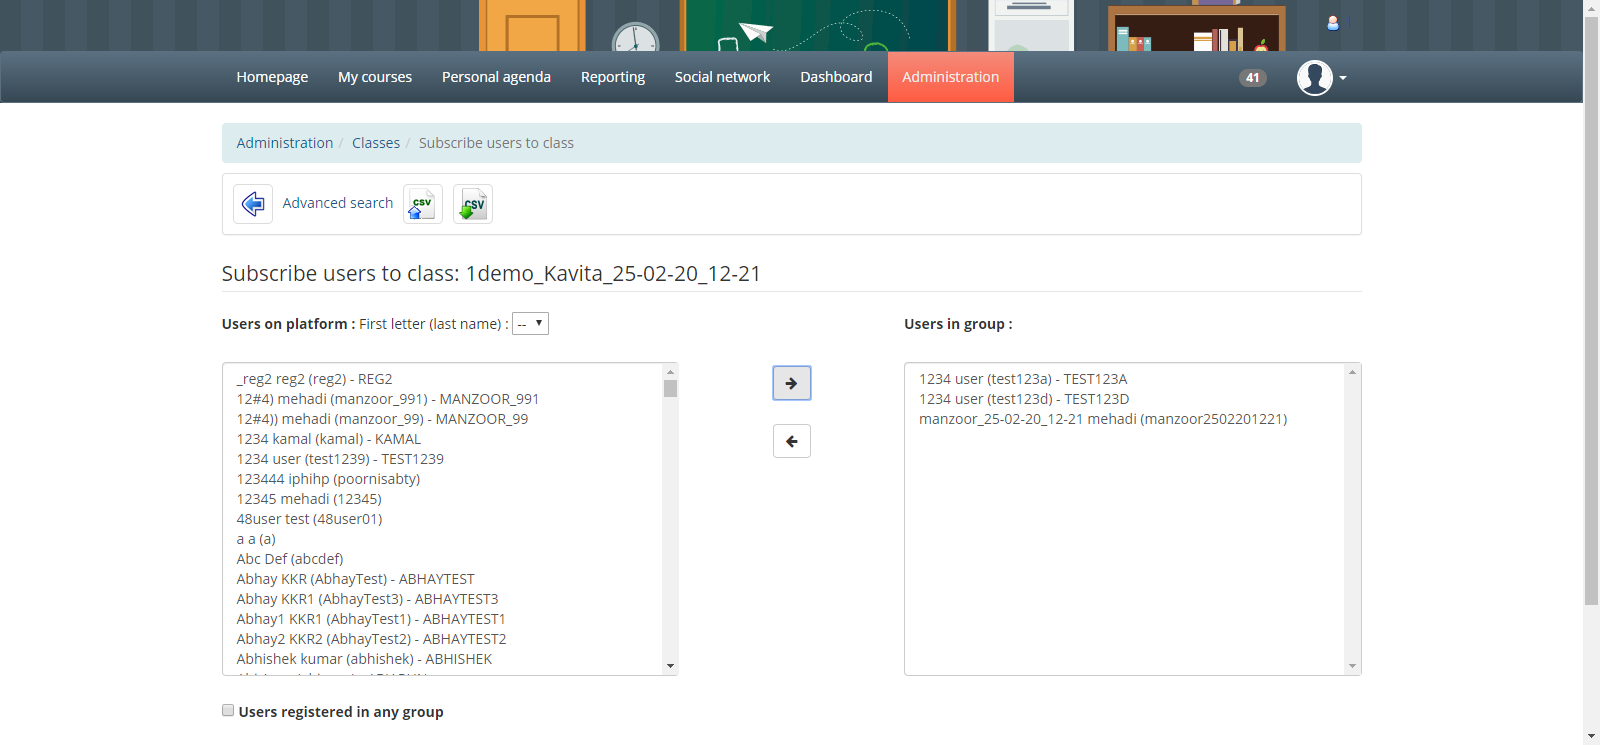 Homepage My courses Personal agenda Reporting Social network Dashboard Administration 41
Administration / Classes / Subscribe users to class
Advanced search CSV CSV
Subscribe users to class: 1demo_Kavita_25-02-20_12-21
Users on platform : First letter (last name) : --
Users in group :
_reg2 reg2 (reg2) - REG2
12#4) mehadi (manzoor_991) - MANZOOR_991
12#4)) mehadi (manzoor_99) - MANZOOR_99
1234 kamal (kamal) - KAMAL
1234 user (test1239) - TEST1239
123444 iphihp (poornisabty)
12345 mehadi (12345)
48user test (48user01)
a a (a)
Abc Def (abcdef)
Abhay KKR (AbhayTest) - ABHAYTEST
Abhay KKR1 (AbhayTest3) - ABHAYTEST3
Abhay1 KKR1 (AbhayTest1) - ABHAYTEST1
Abhay2 KKR2 (AbhayTest2) - ABHAYTEST2
Abhishek kumar (abhishek) - ABHISHEK
1234 user (test123a) - TEST123A
1234 user (test123d) - TEST123D
manzoor_25-02-20_12-21 mehadi (manzoor2502201221)
Users registered in any group